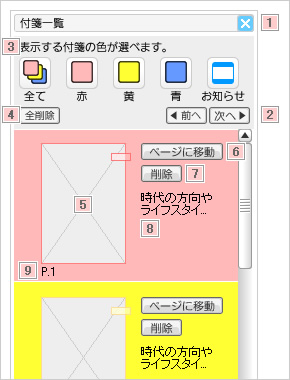 付箋一覧
1
3
表示する付箋の色が選べます。
全て
赤
黄
青
お知らせ
4
全削除
◀前へ
次へ▶
2
ページに移動
6
削除
7
5
時代の方向や
ライフスタイ...
8
9
P.1
ページに移動
削除
時代の方向や
ライフスタイ...